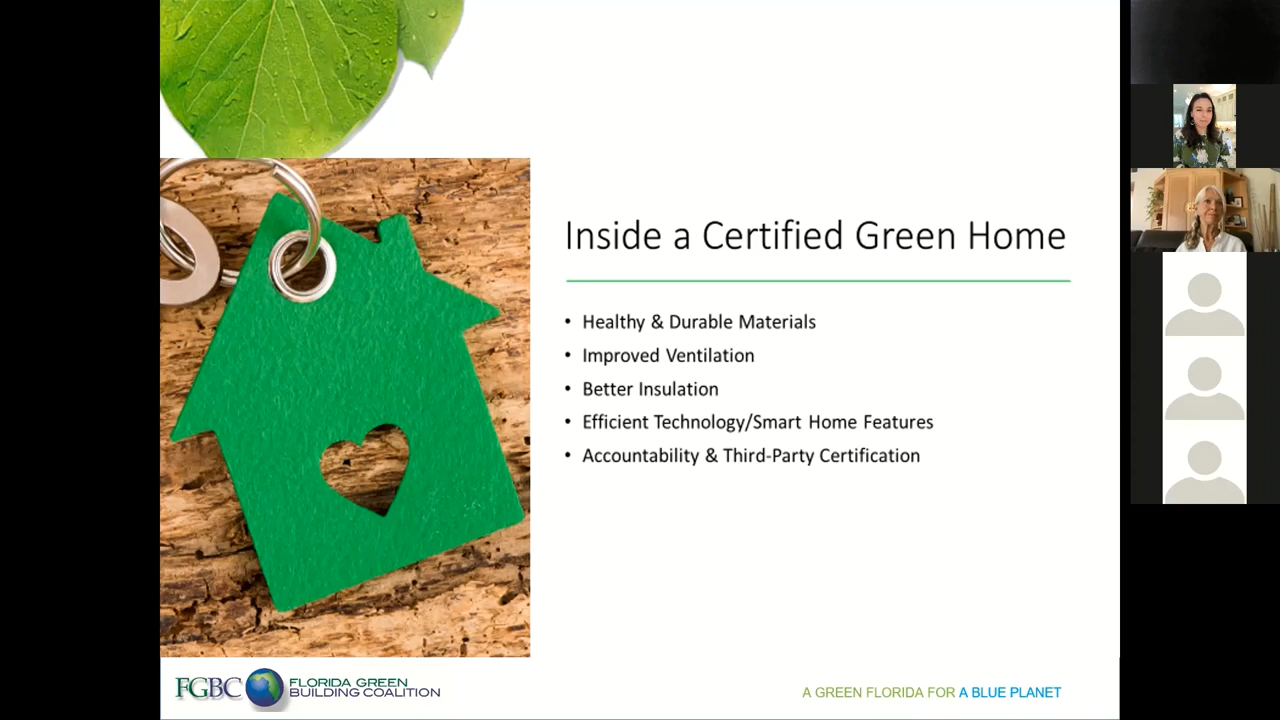 Inside a Certified Green Home
• Healthy & Durable Materials
• Improved Ventilation
• Better Insulation
• Efficient Technology/Smart Home Features
• Accountability & Third-Party Certification
FGBC FLORIDA GREEN
BUILDING COALITION
A GREEN FLORIDA FOR A BLUE PLANET